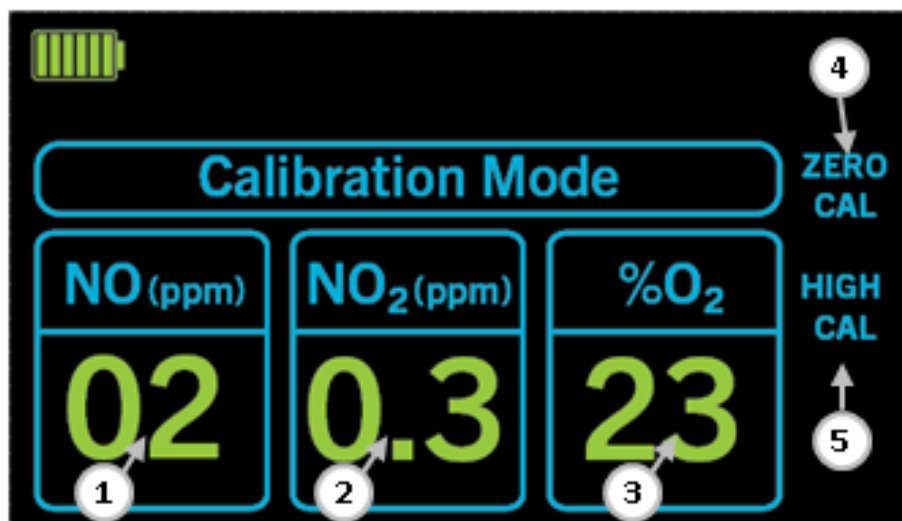 4
Calibration Mode
ZERO
CAL
NO (ppm)
NO₂ (ppm)
%O₂
HIGH
CAL
02
0.3
23
1
2
3
5